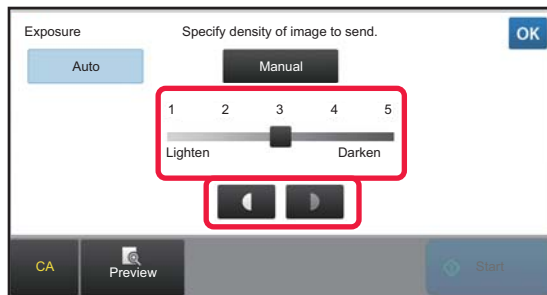 Exposure
Specify density of image to send.
OK
Auto
Manual
1 2 3 4 5
Lighten Darken
CA
Preview
Start